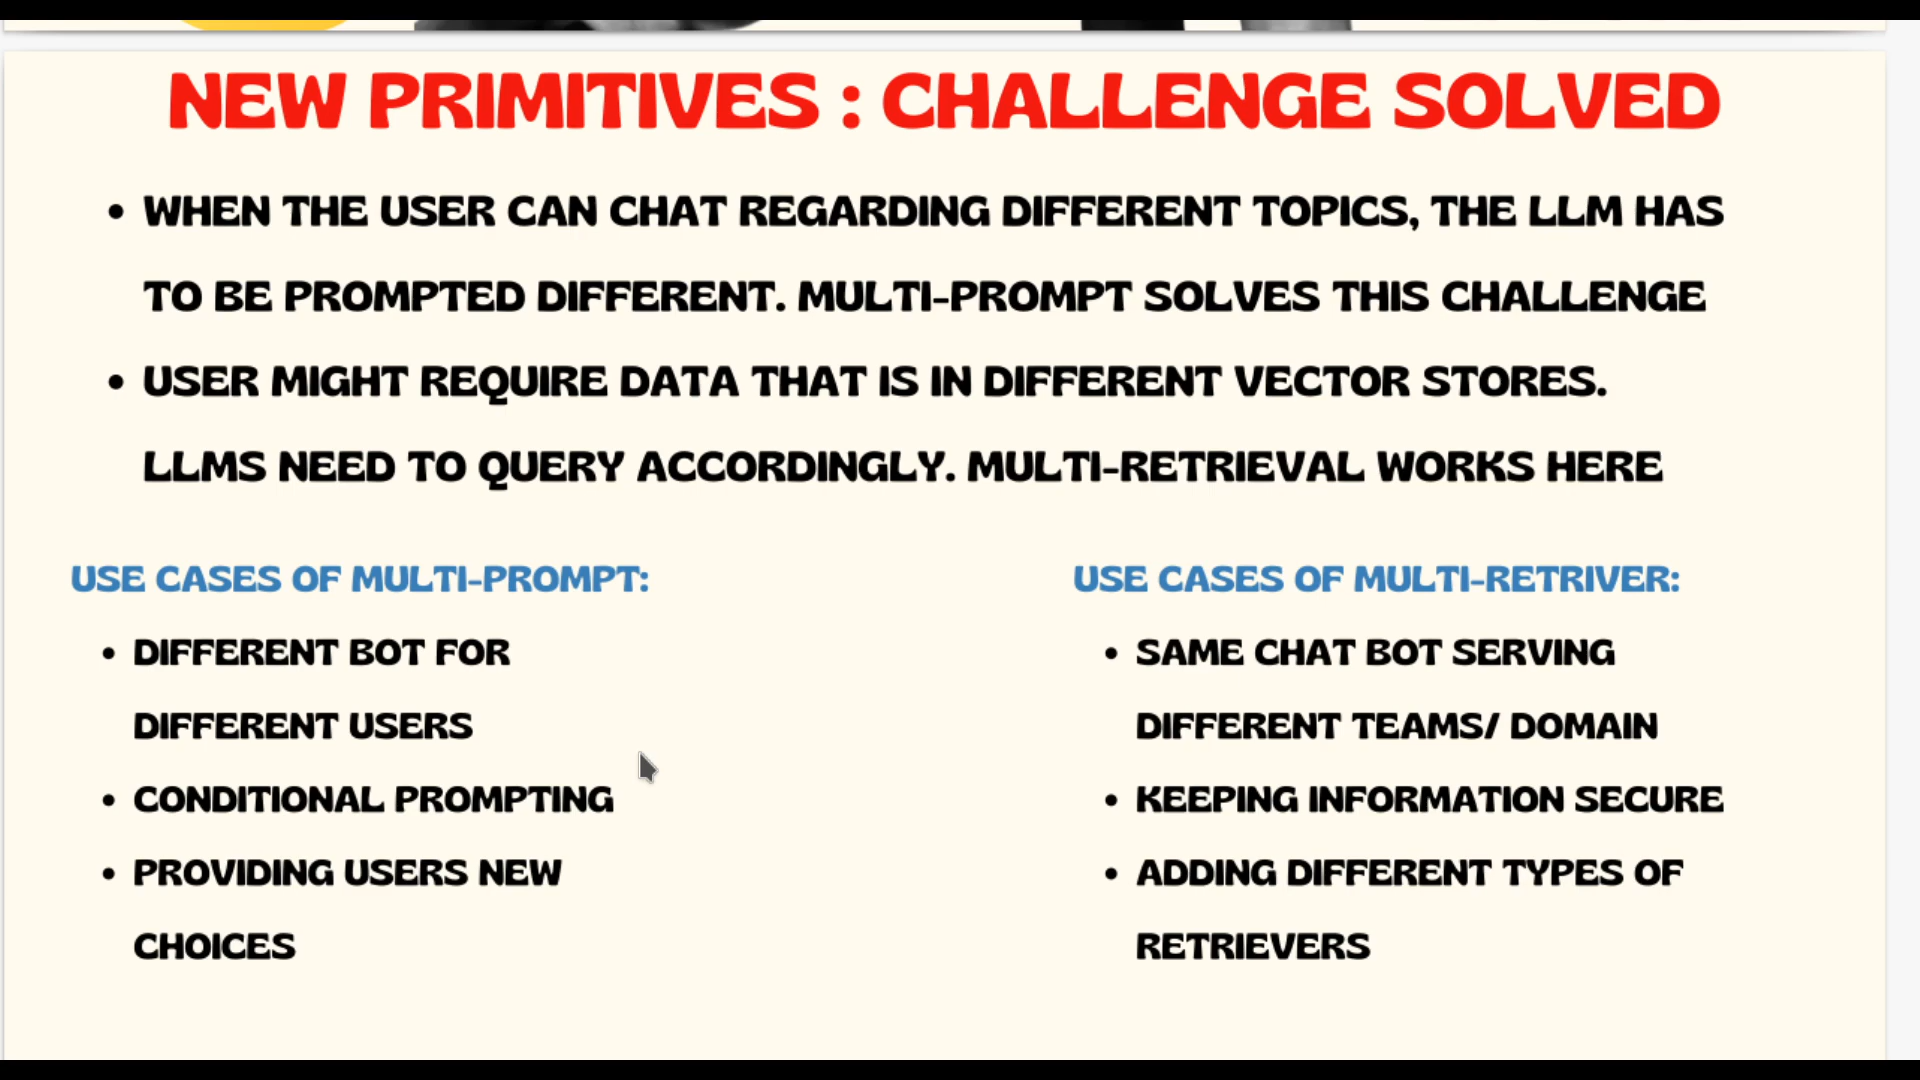 NEW PRIMITIVES : CHALLENGE SOLVED
• WHEN THE USER CAN CHAT REGARDING DIFFERENT TOPICS, THE LLM HAS
TO BE PROMPTED DIFFERENT. MULTI-PROMPT SOLVES THIS CHALLENGE
• USER MIGHT REQUIRE DATA THAT IS IN DIFFERENT VECTOR STORES.
LLMS NEED TO QUERY ACCORDINGLY. MULTI-RETRIEVAL WORKS HERE
USE CASES OF MULTI-PROMPT:
• DIFFERENT BOT FOR
DIFFERENT USERS
• CONDITIONAL PROMPTING
• PROVIDING USERS NEW
CHOICES
USE CASES OF MULTI-RETRIVER:
• SAME CHAT BOT SERVING
DIFFERENT TEAMS/ DOMAIN
• KEEPING INFORMATION SECURE
• ADDING DIFFERENT TYPES OF
RETRIEVERS